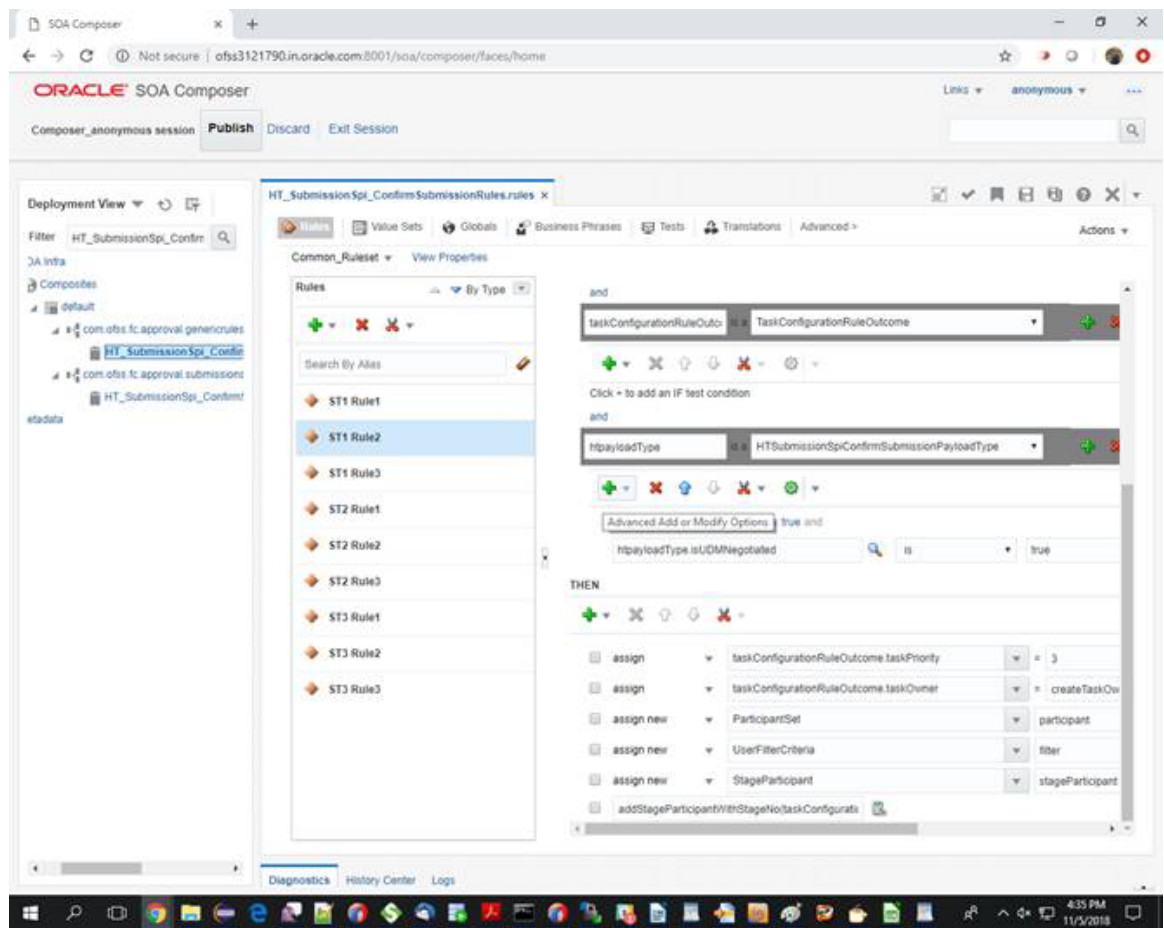 SOA Composer
Not secure | ofss3121790.in.oracle.com:8001/soa/composer/faces/home
ORACLE SOA Composer
Links
anonymous
Composer_anonymous session
Publish
Discard
Exit Session
HT_SubmissionSpi_ConfirmSubmissionRules.rules
Deployment View
Filter
HT_SubmissionSpi_Confirr
OA Infra
Composites
default
com.ofss.fc.approval.genericrules
HT_SubmissionSpi_Confir
com.ofss.fc.approval.submissions
HT_SubmissionSpi_Confirm
etadata
Rules
Value Sets
Globals
Business Phrases
Tests
Translations
Advanced >
Actions
Common_Ruleset
View Properties
Rules
By Type
Search By Alias
ST1 Rule1
ST1 Rule2
ST1 Rule3
ST2 Rule1
ST2 Rule2
ST2 Rule3
ST3 Rule1
ST3 Rule2
ST3 Rule3
and
taskConfigurationRuleOutco is a TaskConfigurationRuleOutcome
Click + to add an IF test condition
and
htpayloadType is a HTSubmissionSpiConfirmSubmissionPayloadType
Advanced Add or Modify Options true and
htpayloadType.isUDMNegotiated is true
THEN
assign taskConfigurationRuleOutcome.taskPriority = 3
assign taskConfigurationRuleOutcome.taskOwner = createTaskOw
assign new ParticipantSet participant
assign new UserFilterCriteria filter
assign new StageParticipant stageParticipant
addStageParticipantWithStageNo(taskConfiguratic
Diagnostics
History Center
Logs
4:35 PM
11/5/2018